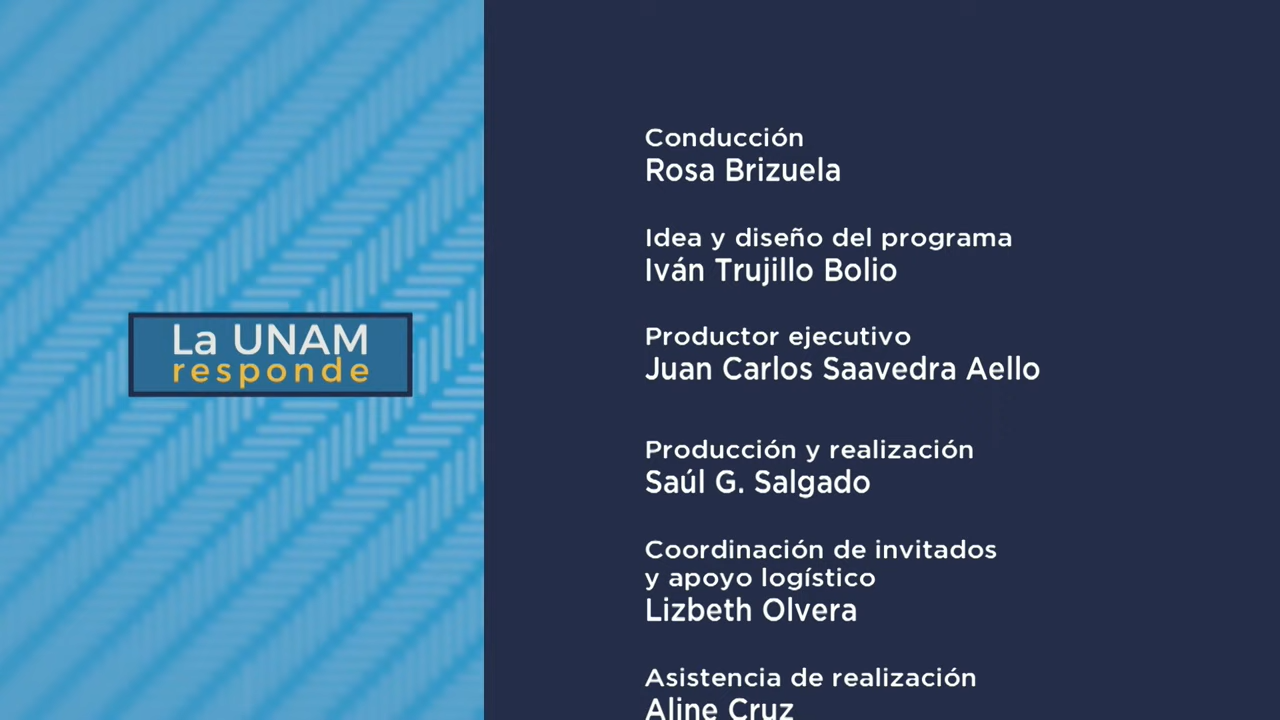 La UNAM
responde
Conducción
Rosa Brizuela
Idea y diseño del programa
Iván Trujillo Bolio
Productor ejecutivo
Juan Carlos Saavedra Aello
Producción y realización
Saúl G. Salgado
Coordinación de invitados
y apoyo logístico
Lizbeth Olvera
Asistencia de realización
Aline Cruz